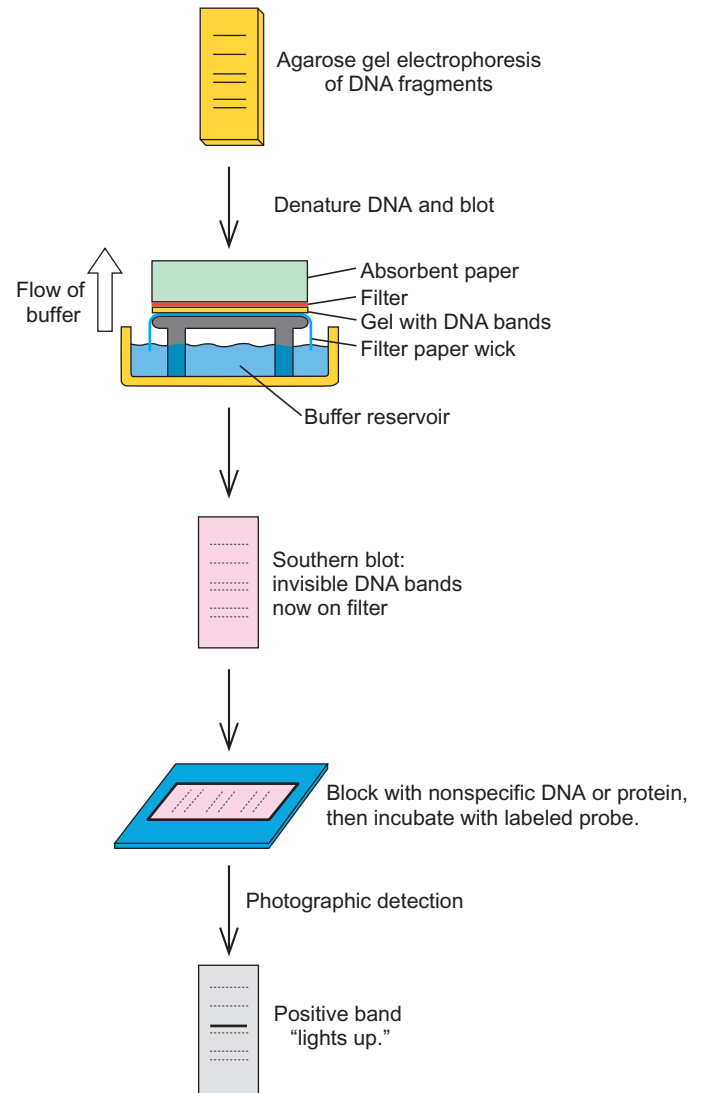 Agarose gel electrophoresis
of DNA fragments
Denature DNA and blot
Flow of
buffer
Absorbent paper
Filter
Gel with DNA bands
Filter paper wick
Buffer reservoir
Southern blot:
invisible DNA bands
now on filter
Block with nonspecific DNA or protein,
then incubate with labeled probe.
Photographic detection
Positive band
“lights up.”